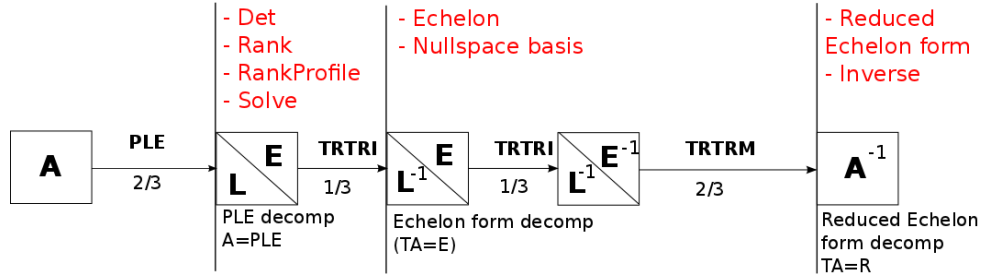 - Det
- Rank
- RankProfile
- Solve
- Echelon
- Nullspace basis
- Reduced
Echelon form
- Inverse
A
PLE
2/3
E
L
TRTRI
1/3
E
L-1
TRTRI
1/3
E-1
L-1
TRTRM
2/3
A-1
PLE decomp
A=PLE
Echelon form decomp
(TA=E)
Reduced Echelon
form decomp
TA=R